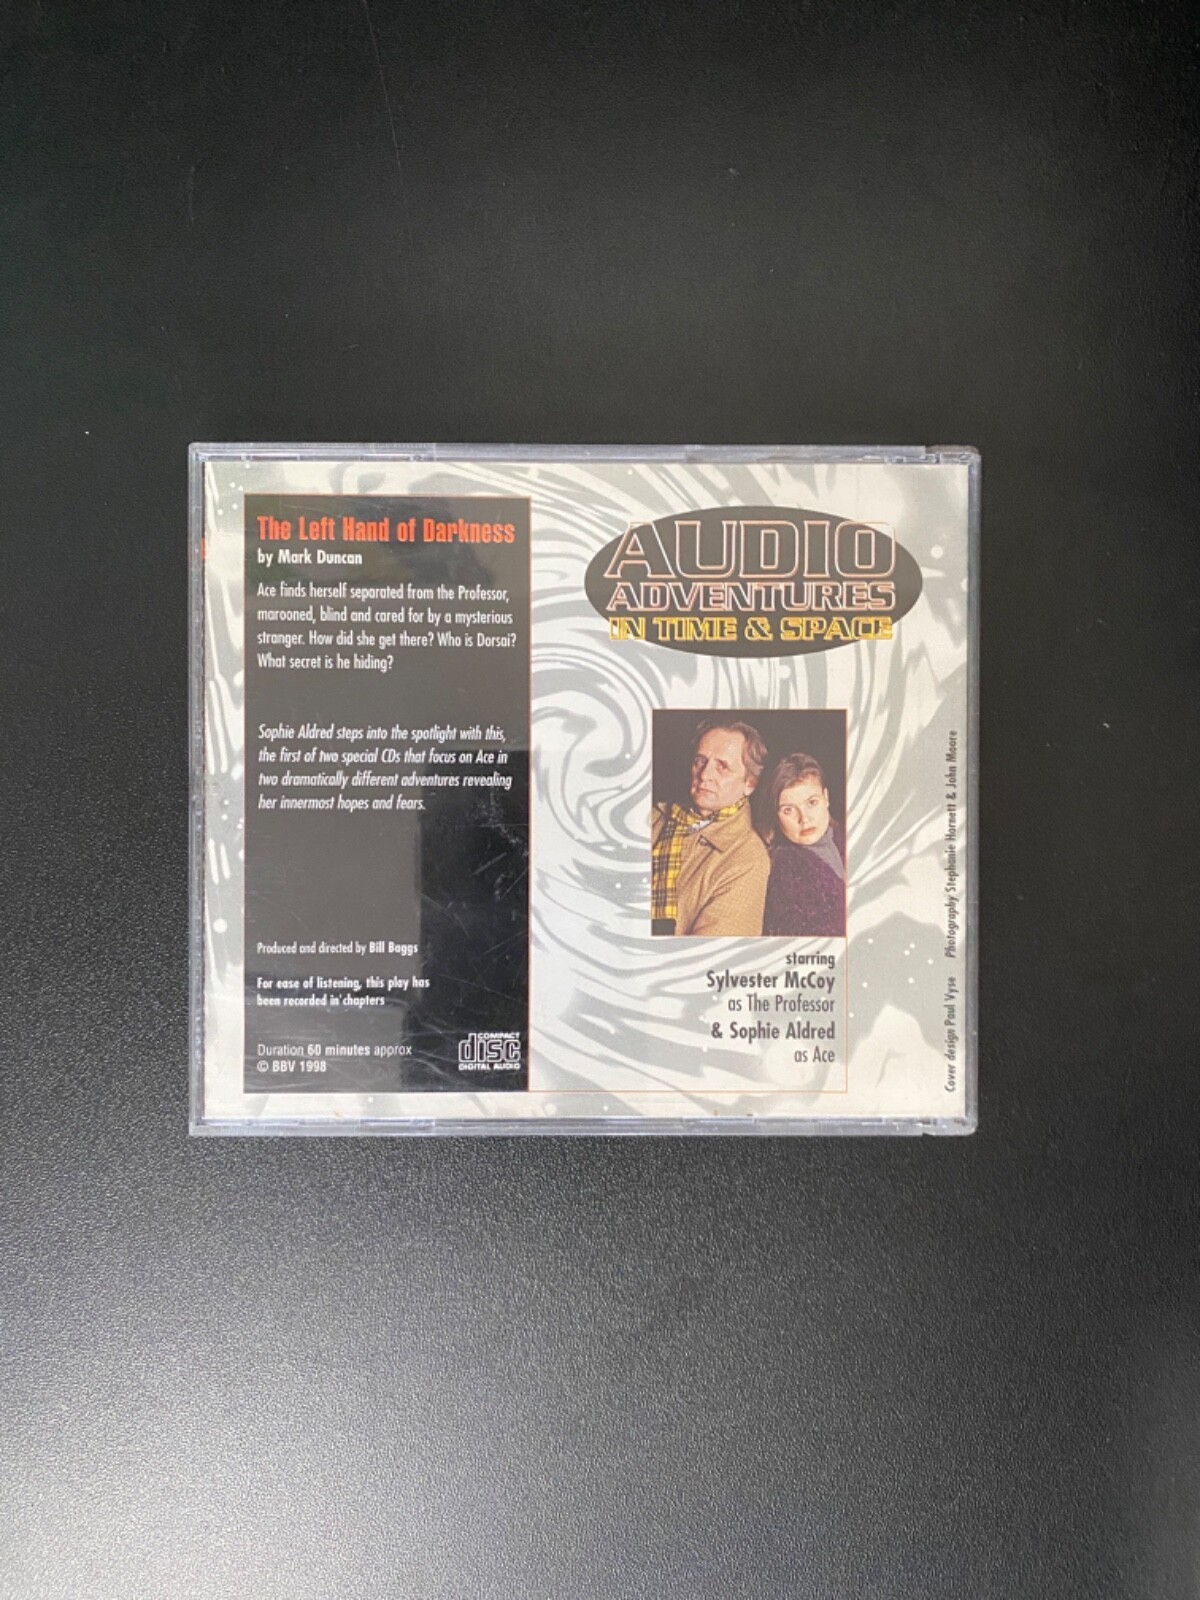 The Left Hand of Darkness
by Mark Duncan
Ace finds herself separated from the Professor,
marooned, blind and cared for by a mysterious
stranger. How did she get there? Who is Dorsai?
What secret is he hiding?
Sophie Aldred steps into the spotlight with this,
the first of two special CDs that focus on Ace in
two dramatically different adventures revealing
her innermost hopes and fears.
Produced and directed by Bill Baggs
For ease of listening, this play has
been recorded in chapters
Duration 60 minutes approx
© BBV 1998
COMPACT
disc
DIGITAL AUDIO
AUDIO
ADVENTURES
IN TIME & SPACE
starring
Sylvester McCoy
as The Professor
& Sophie Aldred
as Ace
Cover design Paul Vyse Photography Stephanie Hornett & John Moore